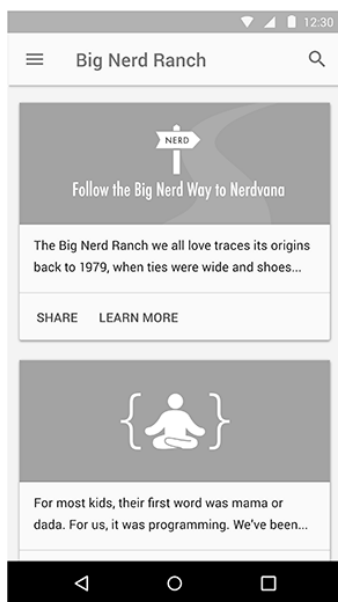 12:30
Big Nerd Ranch
NERD
Follow the Big Nerd Way to Nerdvana
The Big Nerd Ranch we all love traces its origins
back to 1979, when ties were wide and shoes...
SHARE LEARN MORE
{ }
For most kids, their first word was mama or
dada. For us, it was programming. We've been...